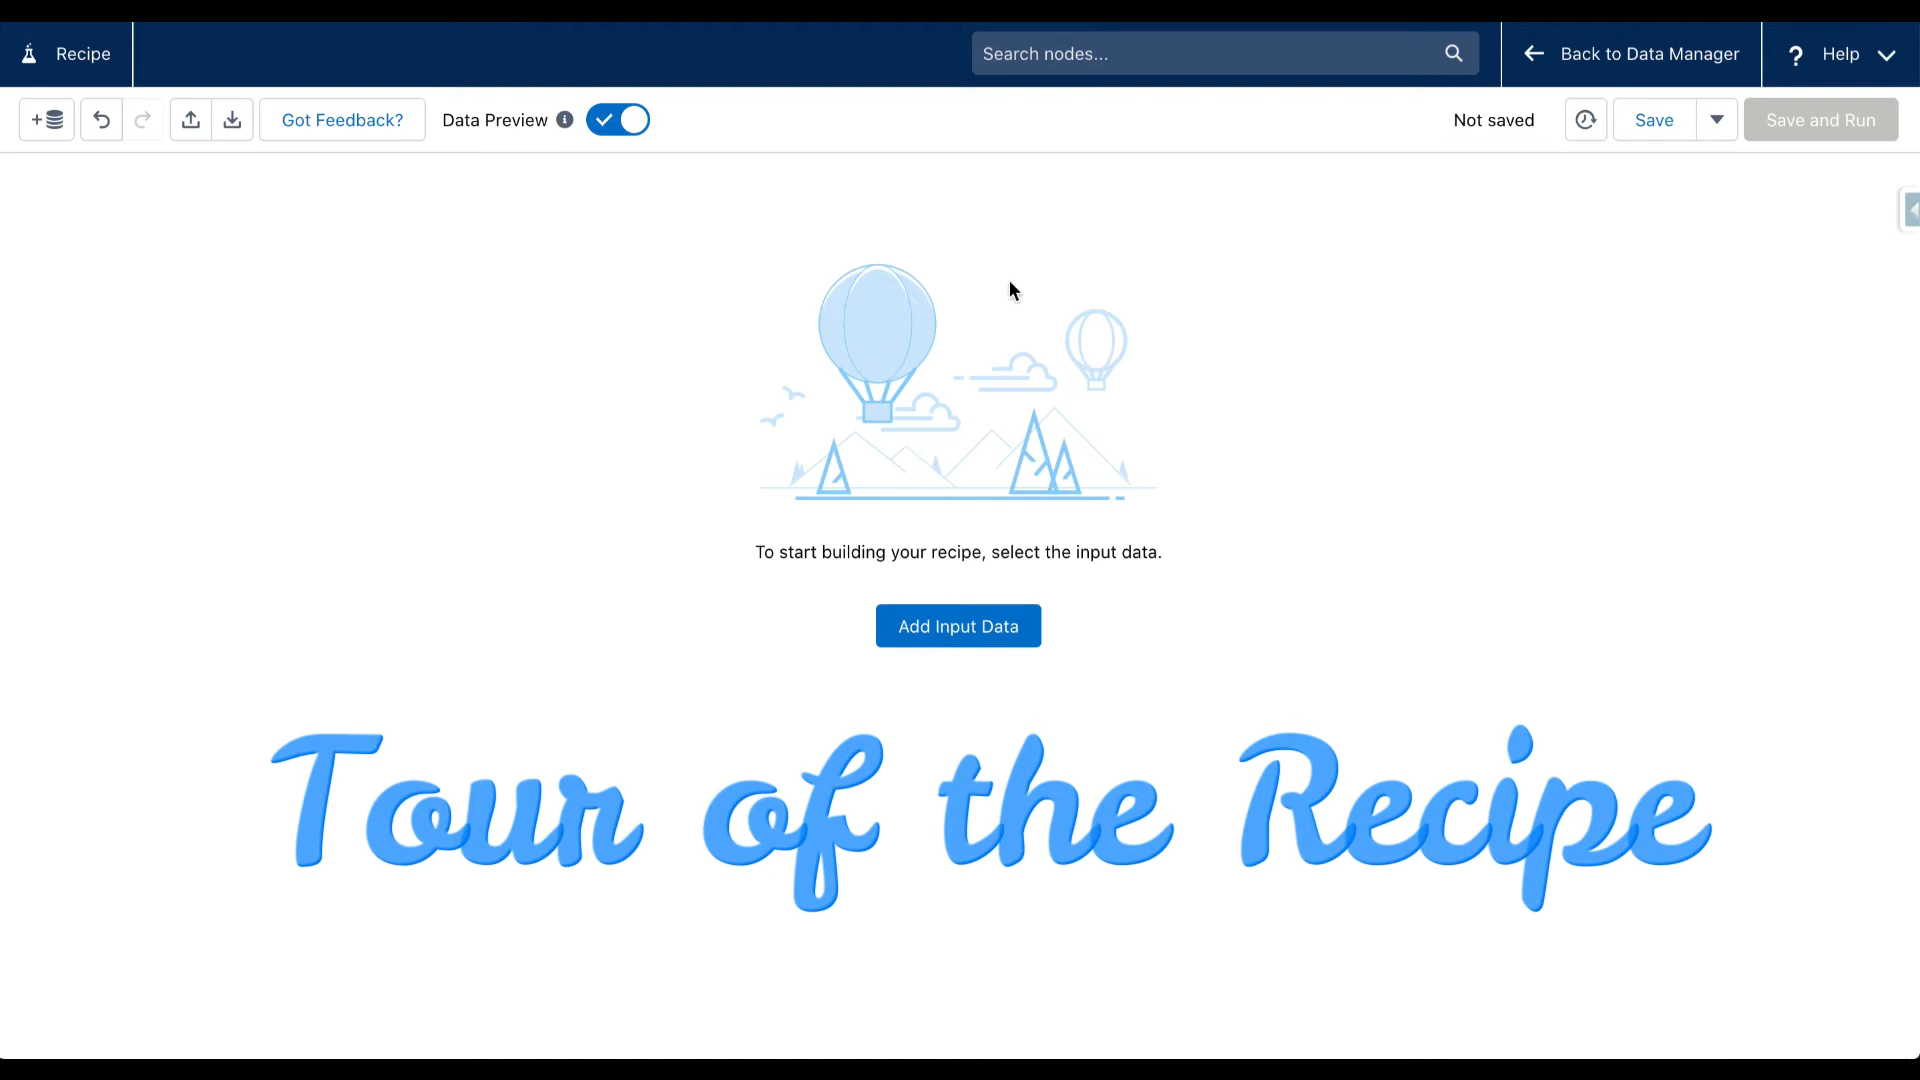 Recipe
Search nodes...
Back to Data Manager
? Help
Got Feedback?
Data Preview
Not saved
Save
Save and Run
To start building your recipe, select the input data.
Add Input Data
Tour of the Recipe